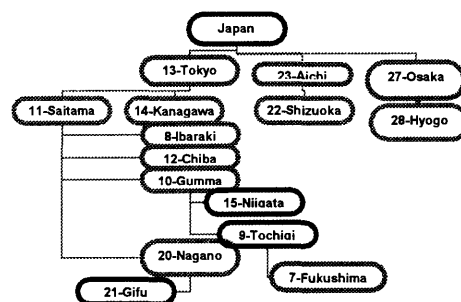 Japan
13-Tokyo
23-Aichi
27-Osaka
11-Saitama
14-Kanagawa
22-Shizuoka
28-Hyogo
8-Ibaraki
12-Chiba
10-Gumma
15-Niigata
9-Tochigi
20-Nagano
7-Fukushima
21-Gifu